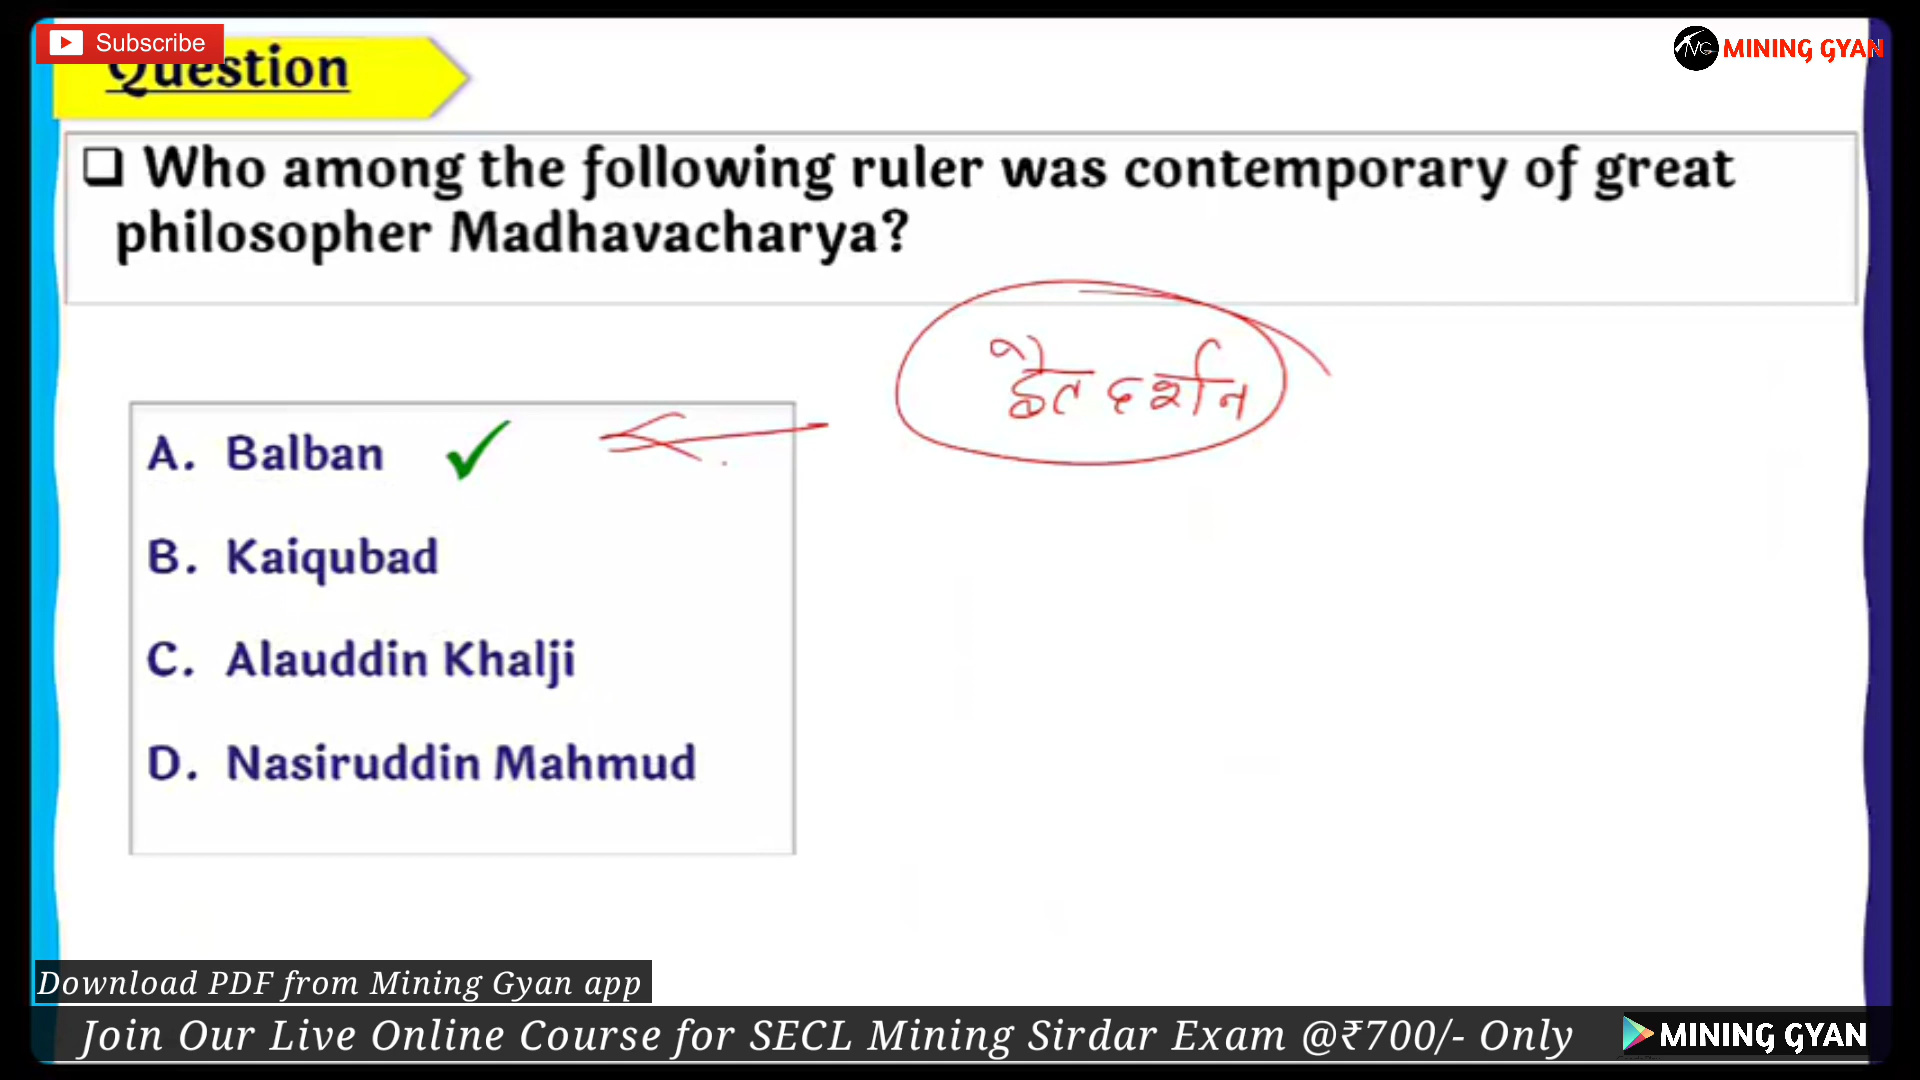 Subscribe
Question
MINING GYAN
❑ Who among the following ruler was contemporary of great
philosopher Madhavacharya?
द्वैत दर्शन
A. Balban ✓
B. Kaiqubad
C. Alauddin Khalji
D. Nasiruddin Mahmud
Download PDF from Mining Gyan app
Join Our Live Online Course for SECL Mining Sirdar Exam @₹700/- Only
MINING GYAN